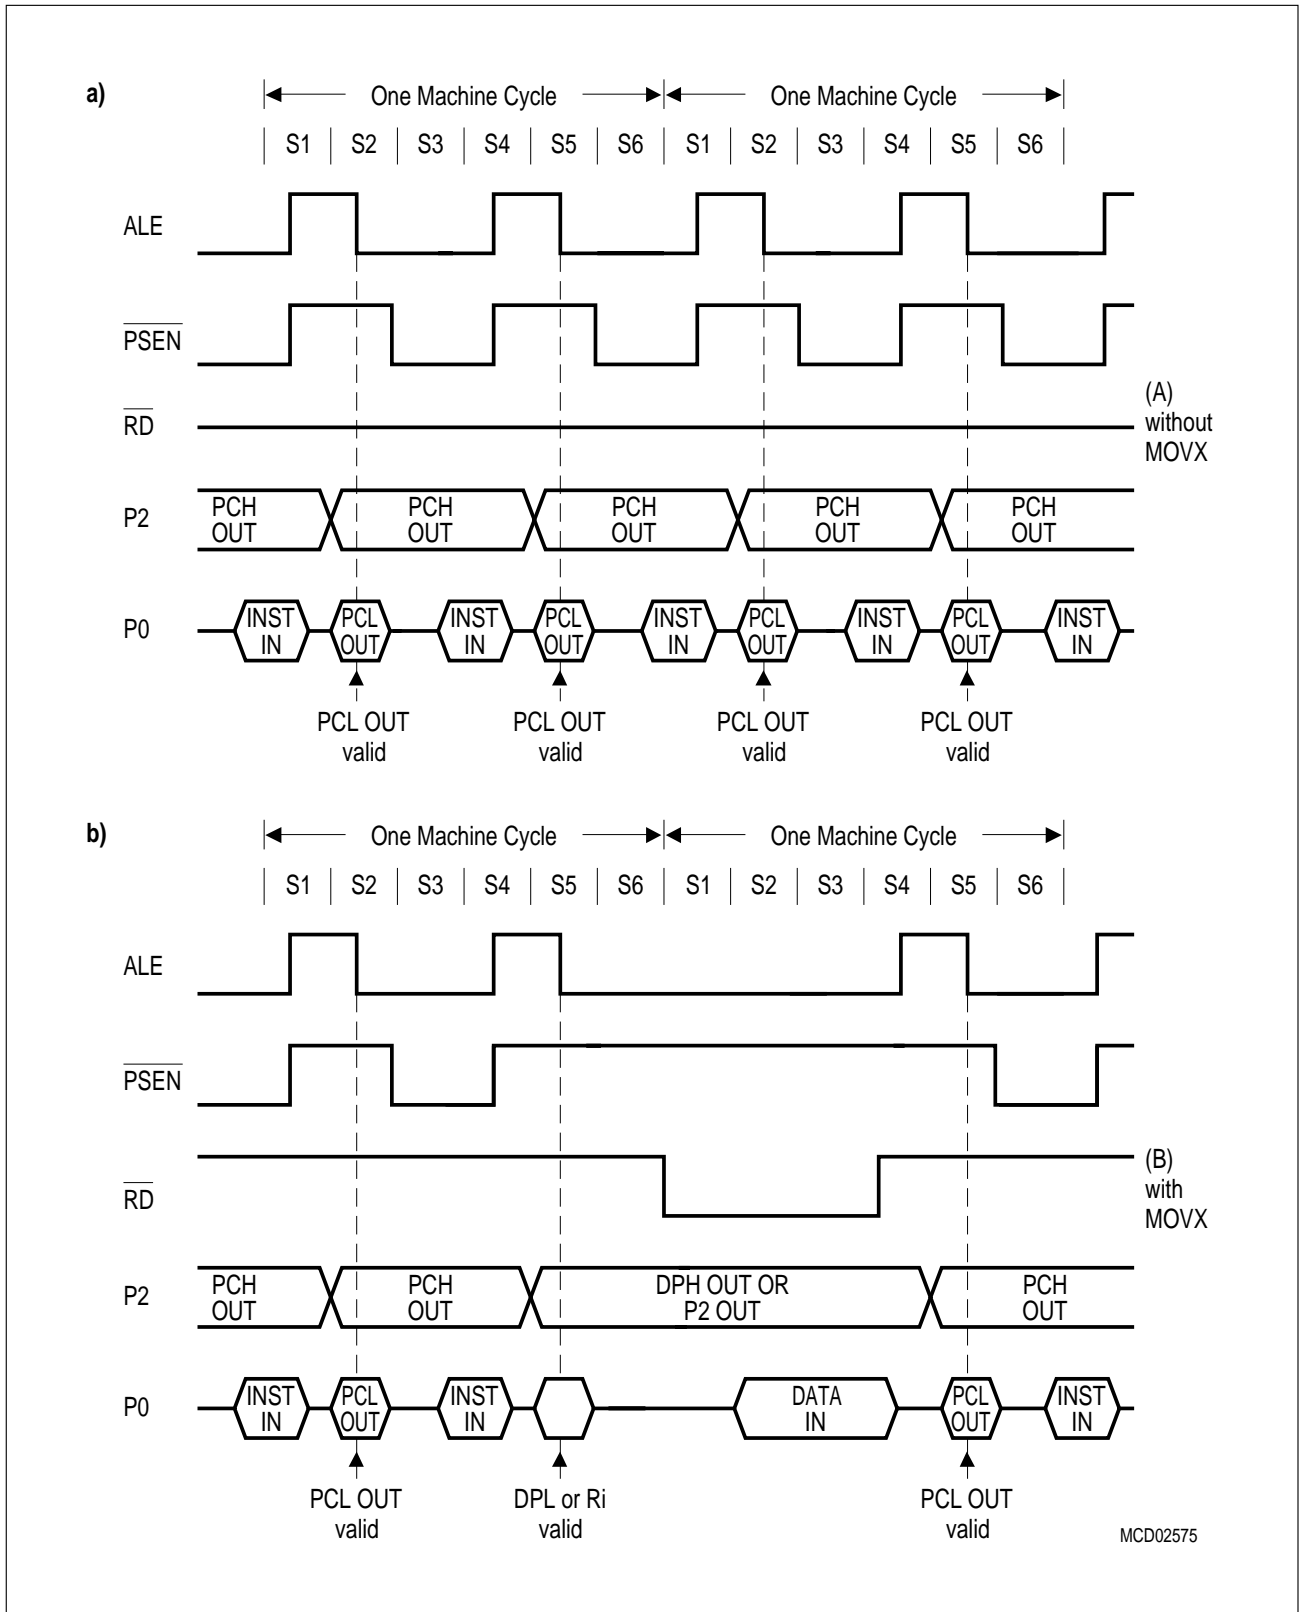 a)
One Machine Cycle One Machine Cycle
S1 S2 S3 S4 S5 S6 S1 S2 S3 S4 S5 S6
ALE
PSEN
RD
(A)
without
MOVX
P2
PCH
OUT
PCH
OUT
PCH
OUT
PCH
OUT
PCH
OUT
P0
INST
IN
PCL
OUT
INST
IN
PCL
OUT
INST
IN
PCL
OUT
INST
IN
PCL
OUT
INST
IN
PCL OUT
valid
PCL OUT
valid
PCL OUT
valid
PCL OUT
valid
b)
One Machine Cycle One Machine Cycle
S1 S2 S3 S4 S5 S6 S1 S2 S3 S4 S5 S6
ALE
PSEN
RD
(B)
with
MOVX
P2
PCH
OUT
PCH
OUT
DPH OUT OR
P2 OUT
PCH
OUT
P0
INST
IN
PCL
OUT
INST
IN
DATA
IN
PCL
OUT
INST
IN
PCL OUT
valid
DPL or Ri
valid
PCL OUT
valid
MCD02575